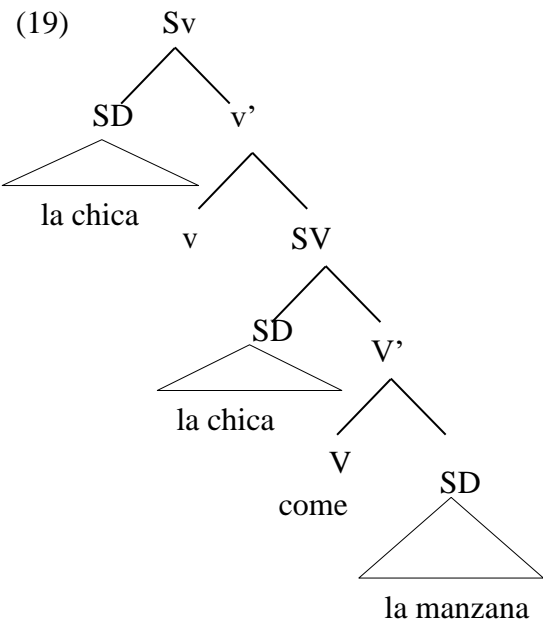 (19) Sv
SD v’
la chica
v SV
SD V’
la chica
V SD
come
la manzana